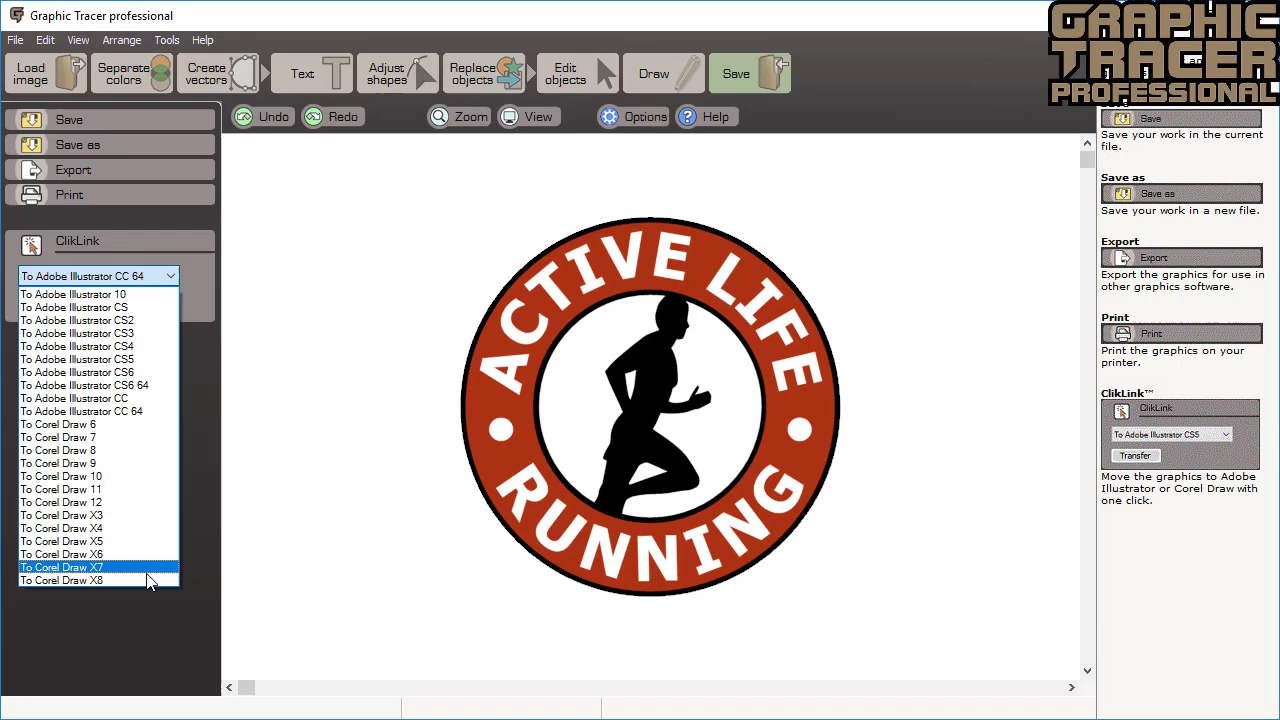 Graphic Tracer professional
GRAPHIC
TRACER
PROFESSIONAL
File Edit View Arrange Tools Help
Load image
Separate colors
Create vectors
Text
Adjust shapes
Replace objects
Edit objects
Draw
Save
Undo
Redo
Zoom
View
Options
Help
Save
Save as
Export
Print
ClikLink
To Adobe Illustrator CC 64
To Adobe Illustrator 10
To Adobe Illustrator CS
To Adobe Illustrator CS2
To Adobe Illustrator CS3
To Adobe Illustrator CS4
To Adobe Illustrator CS5
To Adobe Illustrator CS6
To Adobe Illustrator CS6 64
To Adobe Illustrator CC
To Adobe Illustrator CC 64
To Corel Draw 6
To Corel Draw 7
To Corel Draw 8
To Corel Draw 9
To Corel Draw 10
To Corel Draw 11
To Corel Draw 12
To Corel Draw X3
To Corel Draw X4
To Corel Draw X5
To Corel Draw X6
To Corel Draw X7
To Corel Draw X8
ACTIVE LIFE
RUNNING
Save
Save your work in the current
file.
Save as
Save as
Save your work in a new file.
Export
Export
Export the graphics for use in
other graphics software.
Print
Print
Print the graphics on your
printer.
ClikLink™
ClikLink
To Adobe Illustrator CS5
Transfer
Move the graphics to Adobe
Illustrator or Corel Draw with
one click.